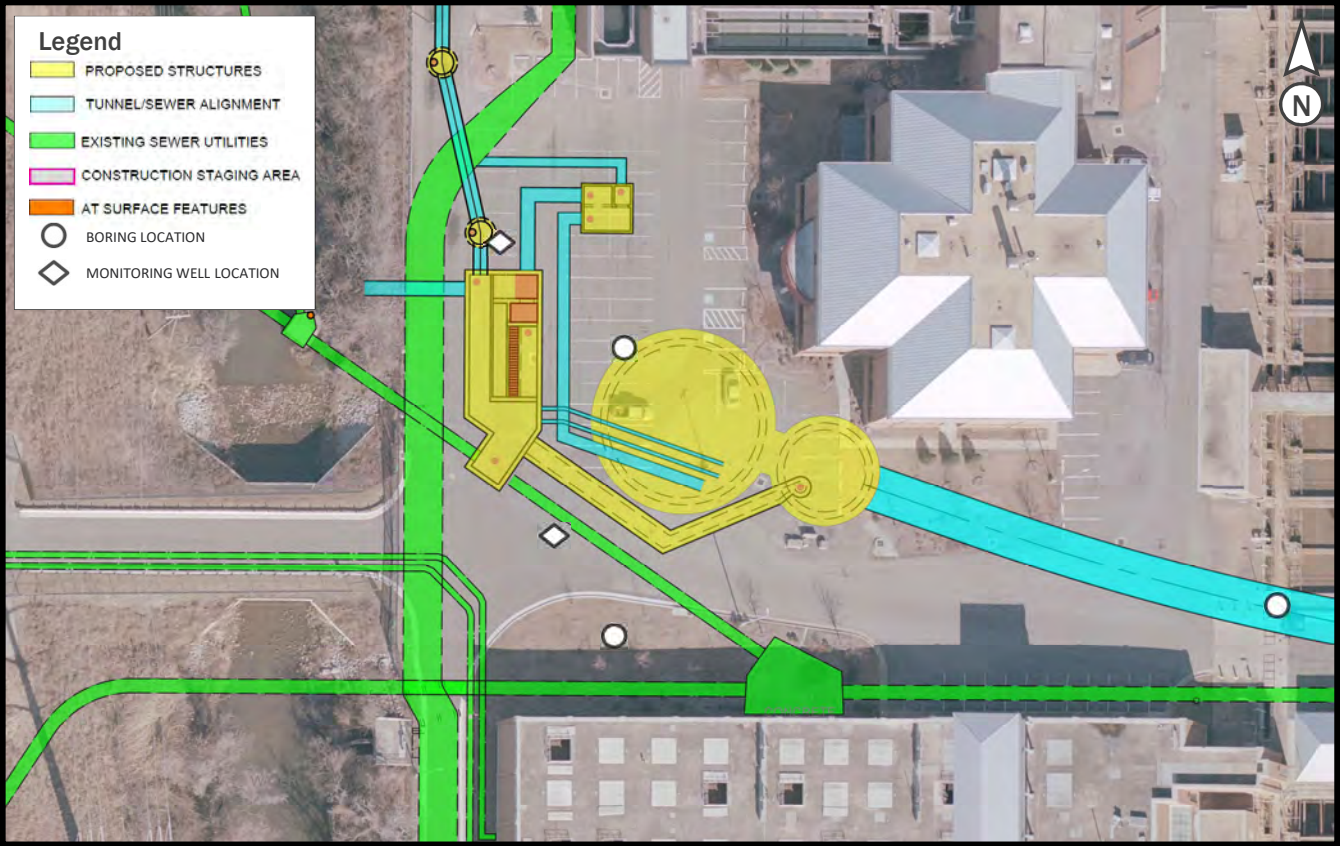 Legend
PROPOSED STRUCTURES
TUNNEL/SEWER ALIGNMENT
EXISTING SEWER UTILITIES
CONSTRUCTION STAGING AREA
AT SURFACE FEATURES
BORING LOCATION
MONITORING WELL LOCATION
N